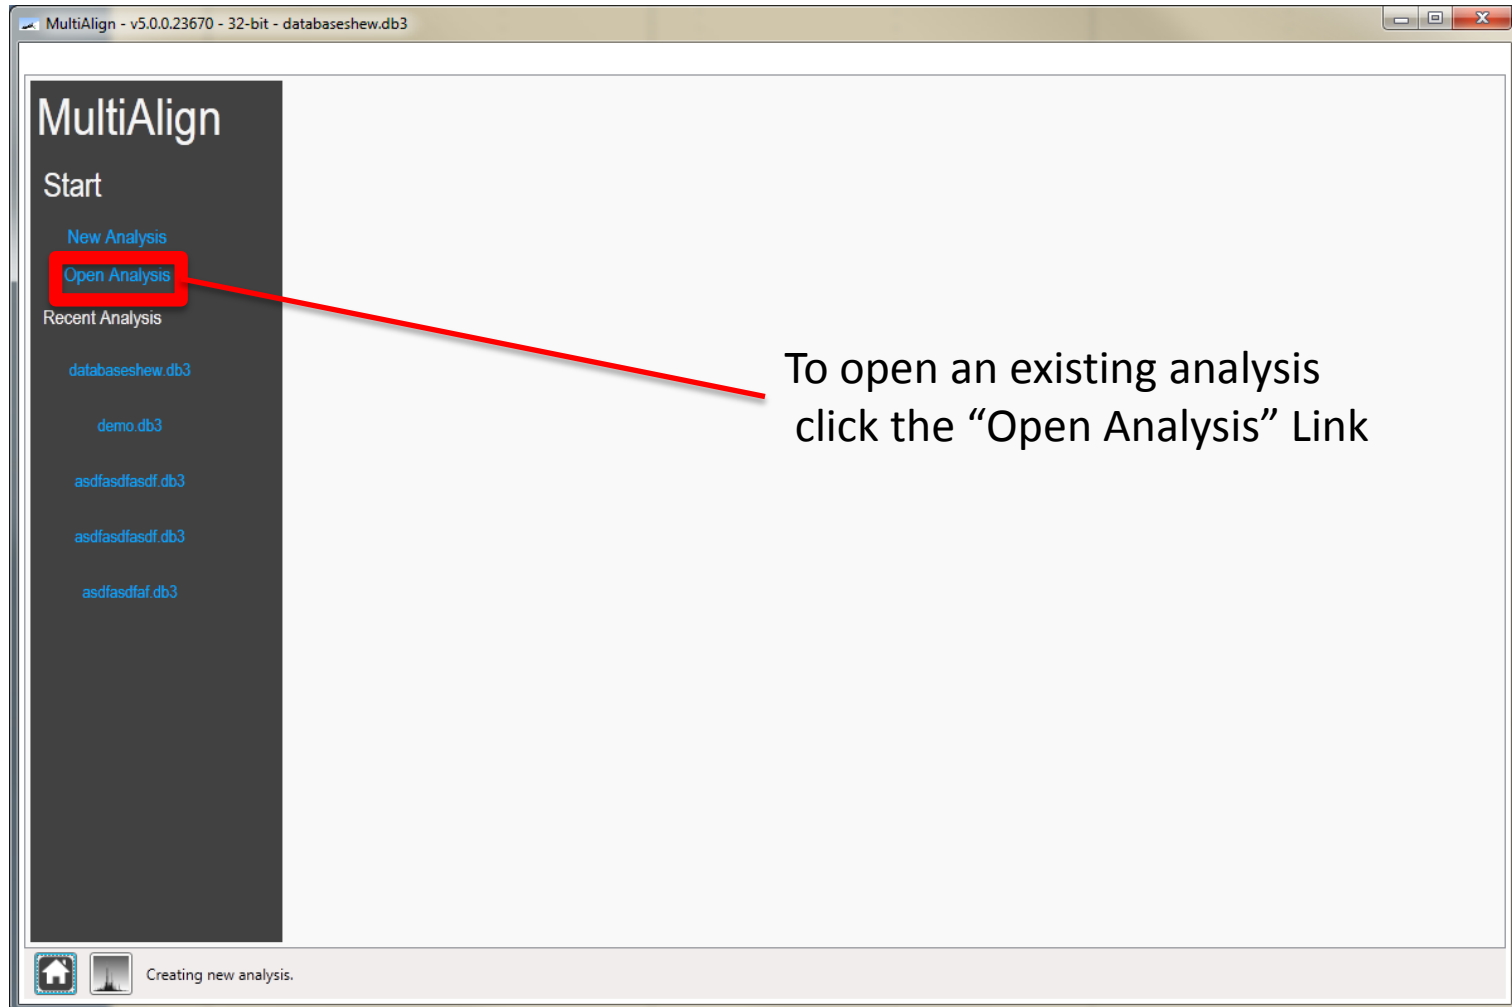 MultiAlign - v5.0.0.23670 - 32-bit - databaseshew.db3
MultiAlign
Start
New Analysis
Open Analysis
Recent Analysis
databaseshew.db3
demo.db3
asdfasdfasdf.db3
asdfasdfasdf.db3
asdfasdfaf.db3
To open an existing analysis
click the “Open Analysis” Link
Creating new analysis.